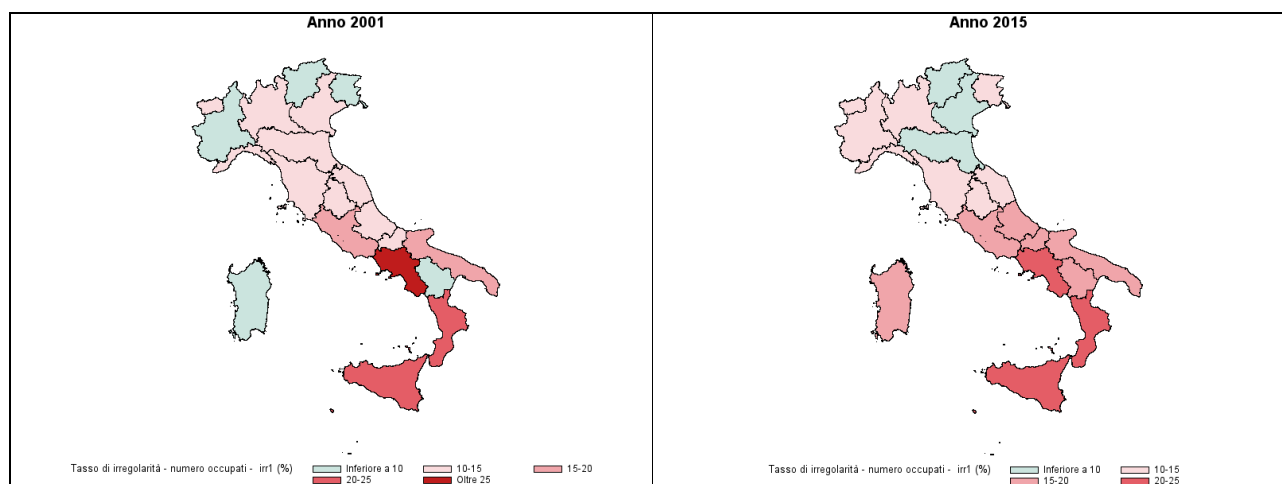 Anno 2001
Tasso di irregolarità - numero occupati - irr1 (%)
Inferiore a 10
10-15
15-20
20-25
Oltre 25
Anno 2015
Tasso di irregolarità - numero occupati - irr1 (%)
Inferiore a 10
10-15
15-20
20-25